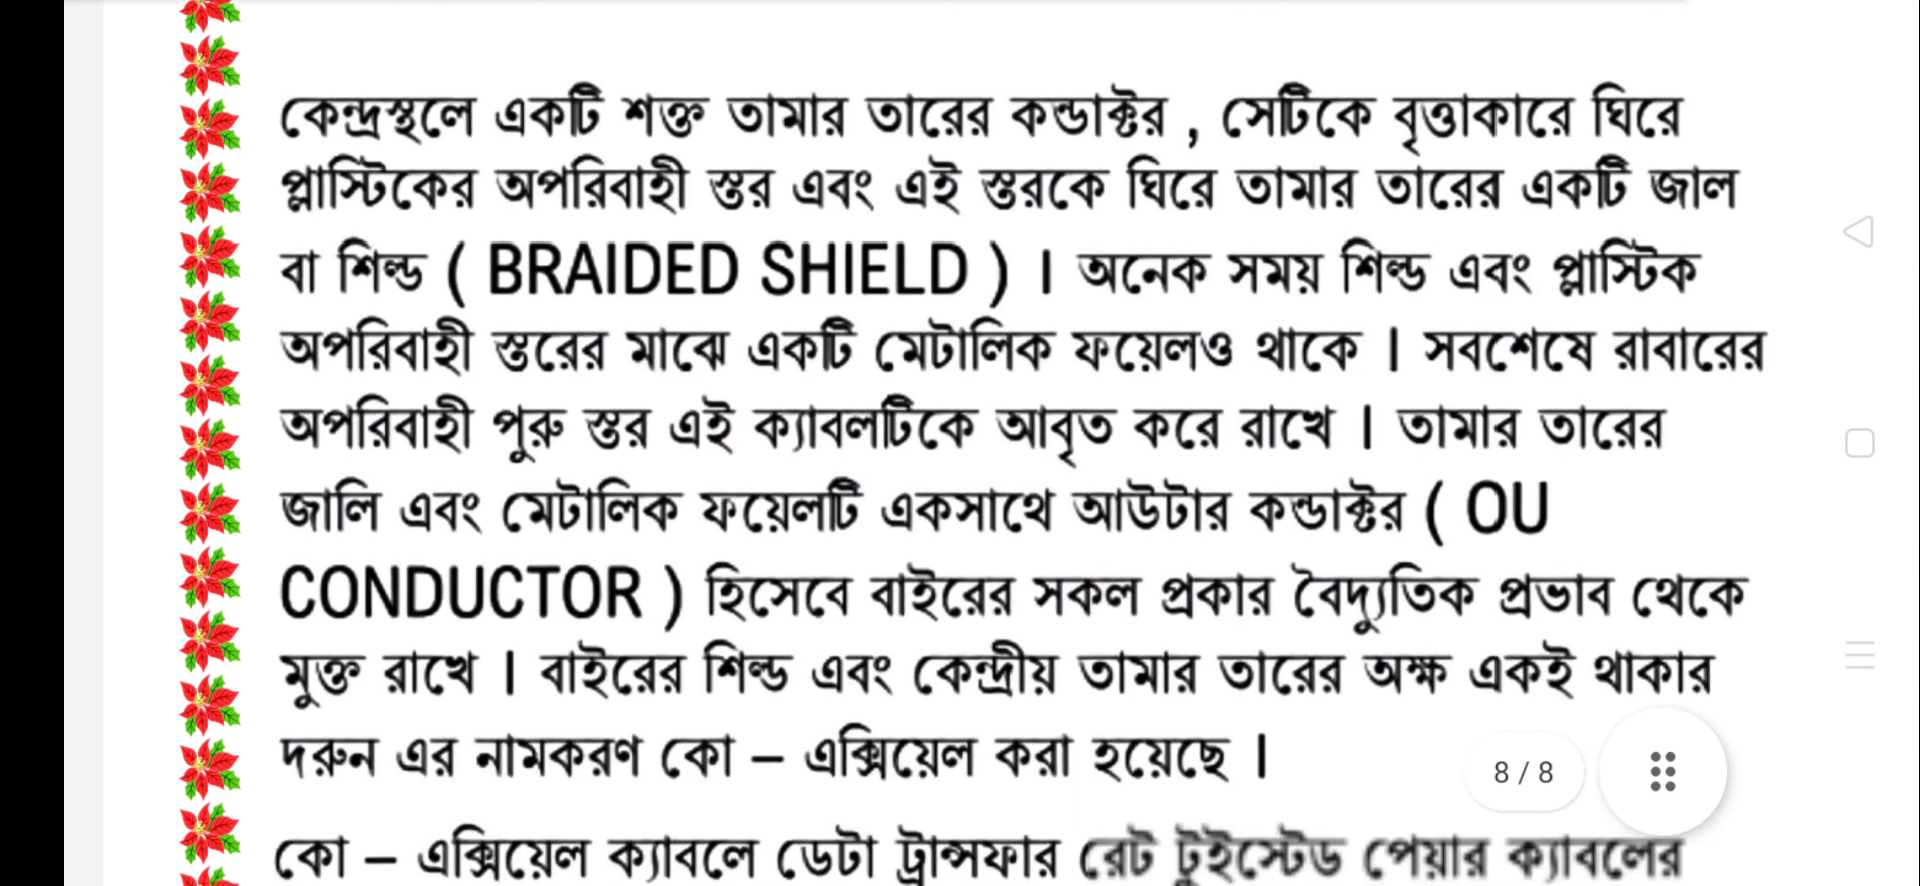 কেন্দ্রস্থলে একটি শক্ত তামার তারের কন্ডাক্টর , সেটিকে বৃত্তাকারে ঘিরে
প্লাস্টিকের অপরিবাহী স্তর এবং এই স্তরকে ঘিরে তামার তারের একটি জাল
বা শিল্ড ( BRAIDED SHIELD ) । অনেক সময় শিল্ড এবং প্লাস্টিক
অপরিবাহী স্তরের মাঝে একটি মেটালিক ফয়েলও থাকে । সবশেষে রাবারের
অপরিবাহী পুরু স্তর এই ক্যাবলটিকে আবৃত করে রাখে । তামার তারের
জালি এবং মেটালিক ফয়েলটি একসাথে আউটার কন্ডাক্টর ( OU
CONDUCTOR ) হিসেবে বাইরের সকল প্রকার বৈদ্যুতিক প্রভাব থেকে
মুক্ত রাখে । বাইরের শিল্ড এবং কেন্দ্রীয় তামার তারের অক্ষ একই থাকার
দরুন এর নামকরণ কো – এক্সিয়েল করা হয়েছে ।
8 / 8
কো – এক্সিয়েল ক্যাবলে ডেটা ট্রান্সফার রেট টুইস্টেড পেয়ার ক্যাবলের